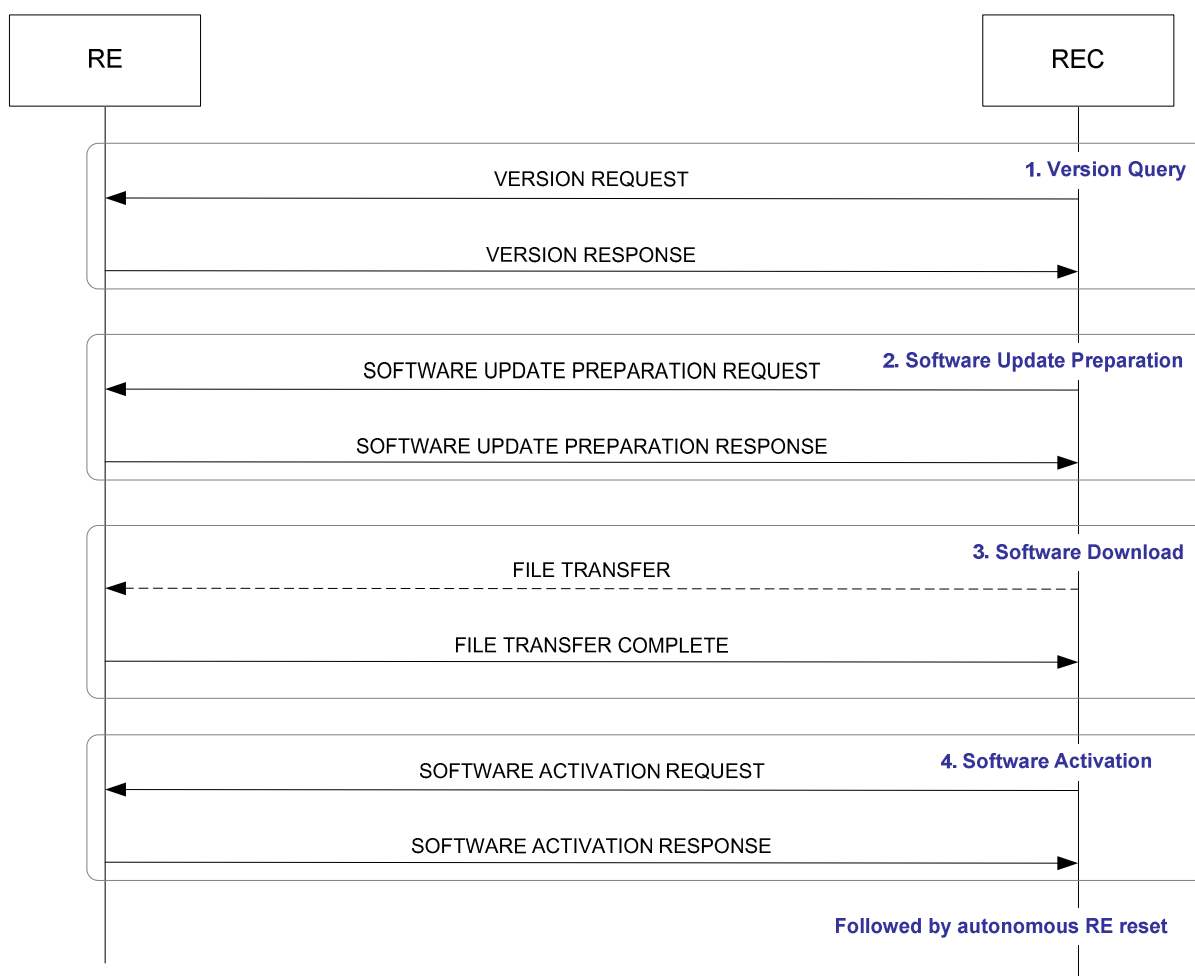 RE
REC
1. Version Query
VERSION REQUEST
VERSION RESPONSE
2. Software Update Preparation
SOFTWARE UPDATE PREPARATION REQUEST
SOFTWARE UPDATE PREPARATION RESPONSE
3. Software Download
FILE TRANSFER
FILE TRANSFER COMPLETE
4. Software Activation
SOFTWARE ACTIVATION REQUEST
SOFTWARE ACTIVATION RESPONSE
Followed by autonomous RE reset